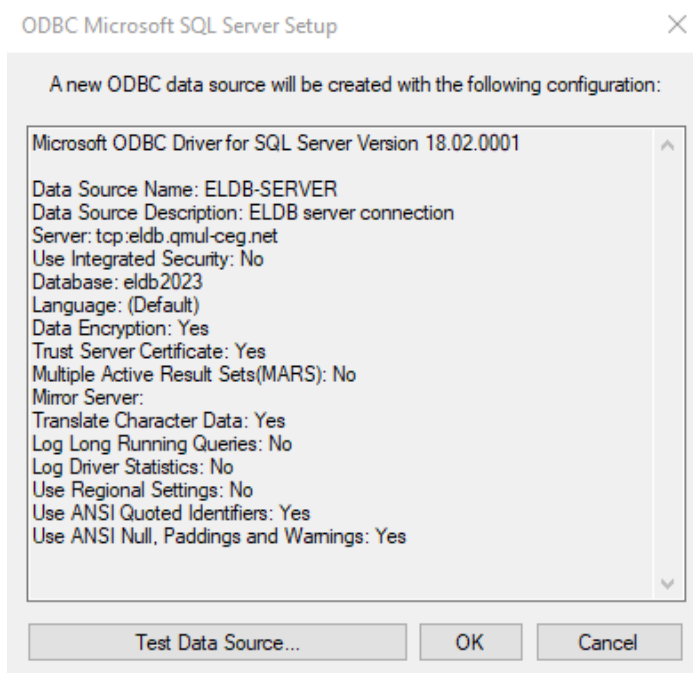 ODBC Microsoft SQL Server Setup
A new ODBC data source will be created with the following configuration:
Microsoft ODBC Driver for SQL Server Version 18.02.0001
Data Source Name: ELDB-SERVER
Data Source Description: ELDB server connection
Server: tcp:eldb.qmul-ceg.net
Use Integrated Security: No
Database: eldb2023
Language: (Default)
Data Encryption: Yes
Trust Server Certificate: Yes
Multiple Active Result Sets(MARS): No
Mirror Server:
Translate Character Data: Yes
Log Long Running Queries: No
Log Driver Statistics: No
Use Regional Settings: No
Use ANSI Quoted Identifiers: Yes
Use ANSI Null, Paddings and Warnings: Yes
Test Data Source... OK Cancel